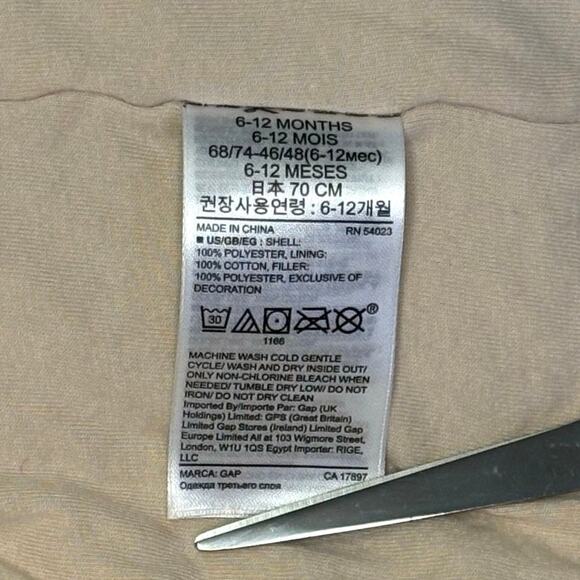 6-12 MONTHS
6-12 MOIS
68/74-46/48(6-12мес)
6-12 MESES
日本 70 CM
권장사용연령 : 6-12개월
MADE IN CHINA RN 54023
■ US/GB/EG : SHELL:
100% POLYESTER, LINING:
100% COTTON, FILLER:
100% POLYESTER, EXCLUSIVE OF
DECORATION
30 ®
1166
MACHINE WASH COLD GENTLE
CYCLE/ WASH AND DRY INSIDE OUT/
ONLY NON-CHLORINE BLEACH WHEN
NEEDED/ TUMBLE DRY LOW/ DO NOT
IRON/ DO NOT DRY CLEAN
Imported By/Importe Par: Gap (UK
Holdings) Limited: GPS (Great Britain)
Limited Gap Stores (Ireland) Limited Gap
Europe Limited All at 103 Wigmore Street,
London, W1U 1QS Egypt Importer: RIGE,
LLC
MARCA: GAP CA 17897
Одежда третьего слоя